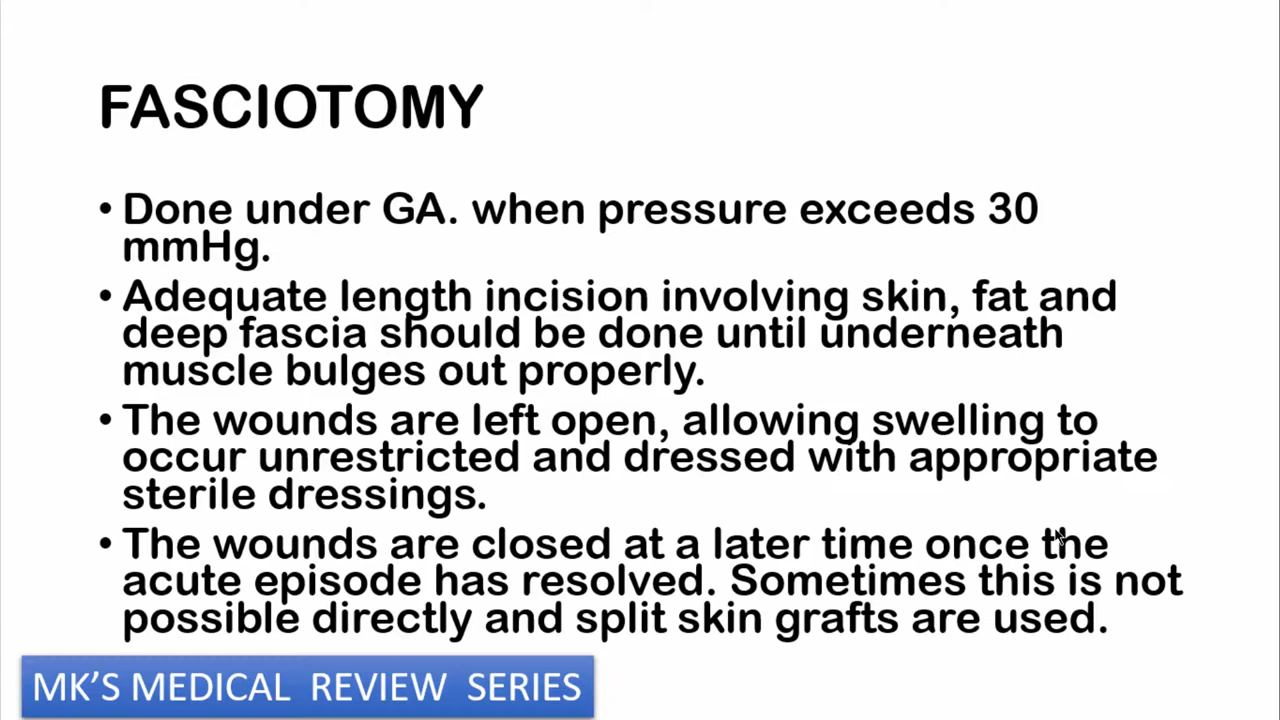 FASCIOTOMY
• Done under GA. when pressure exceeds 30
mmHg.
• Adequate length incision involving skin, fat and
deep fascia should be done until underneath
muscle bulges out properly.
• The wounds are left open, allowing swelling to
occur unrestricted and dressed with appropriate
sterile dressings.
• The wounds are closed at a later time once the
acute episode has resolved. Sometimes this is not
possible directly and split skin grafts are used.
MK'S MEDICAL REVIEW SERIES